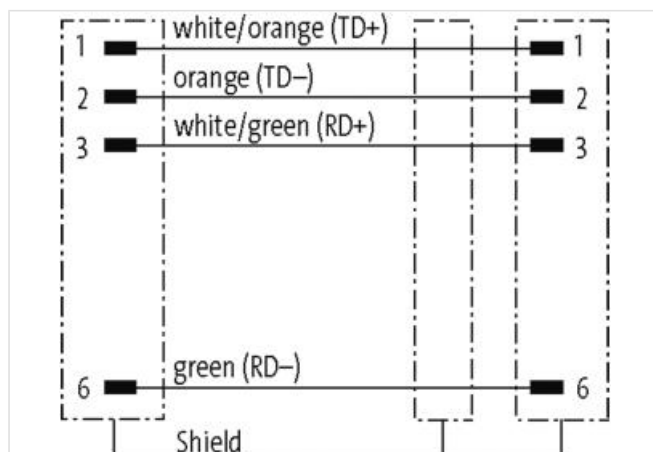 1 white/orange (TD+) 1
2 orange (TD–) 2
3 white/green (RD+) 3
6 green (RD–) 6
Shield